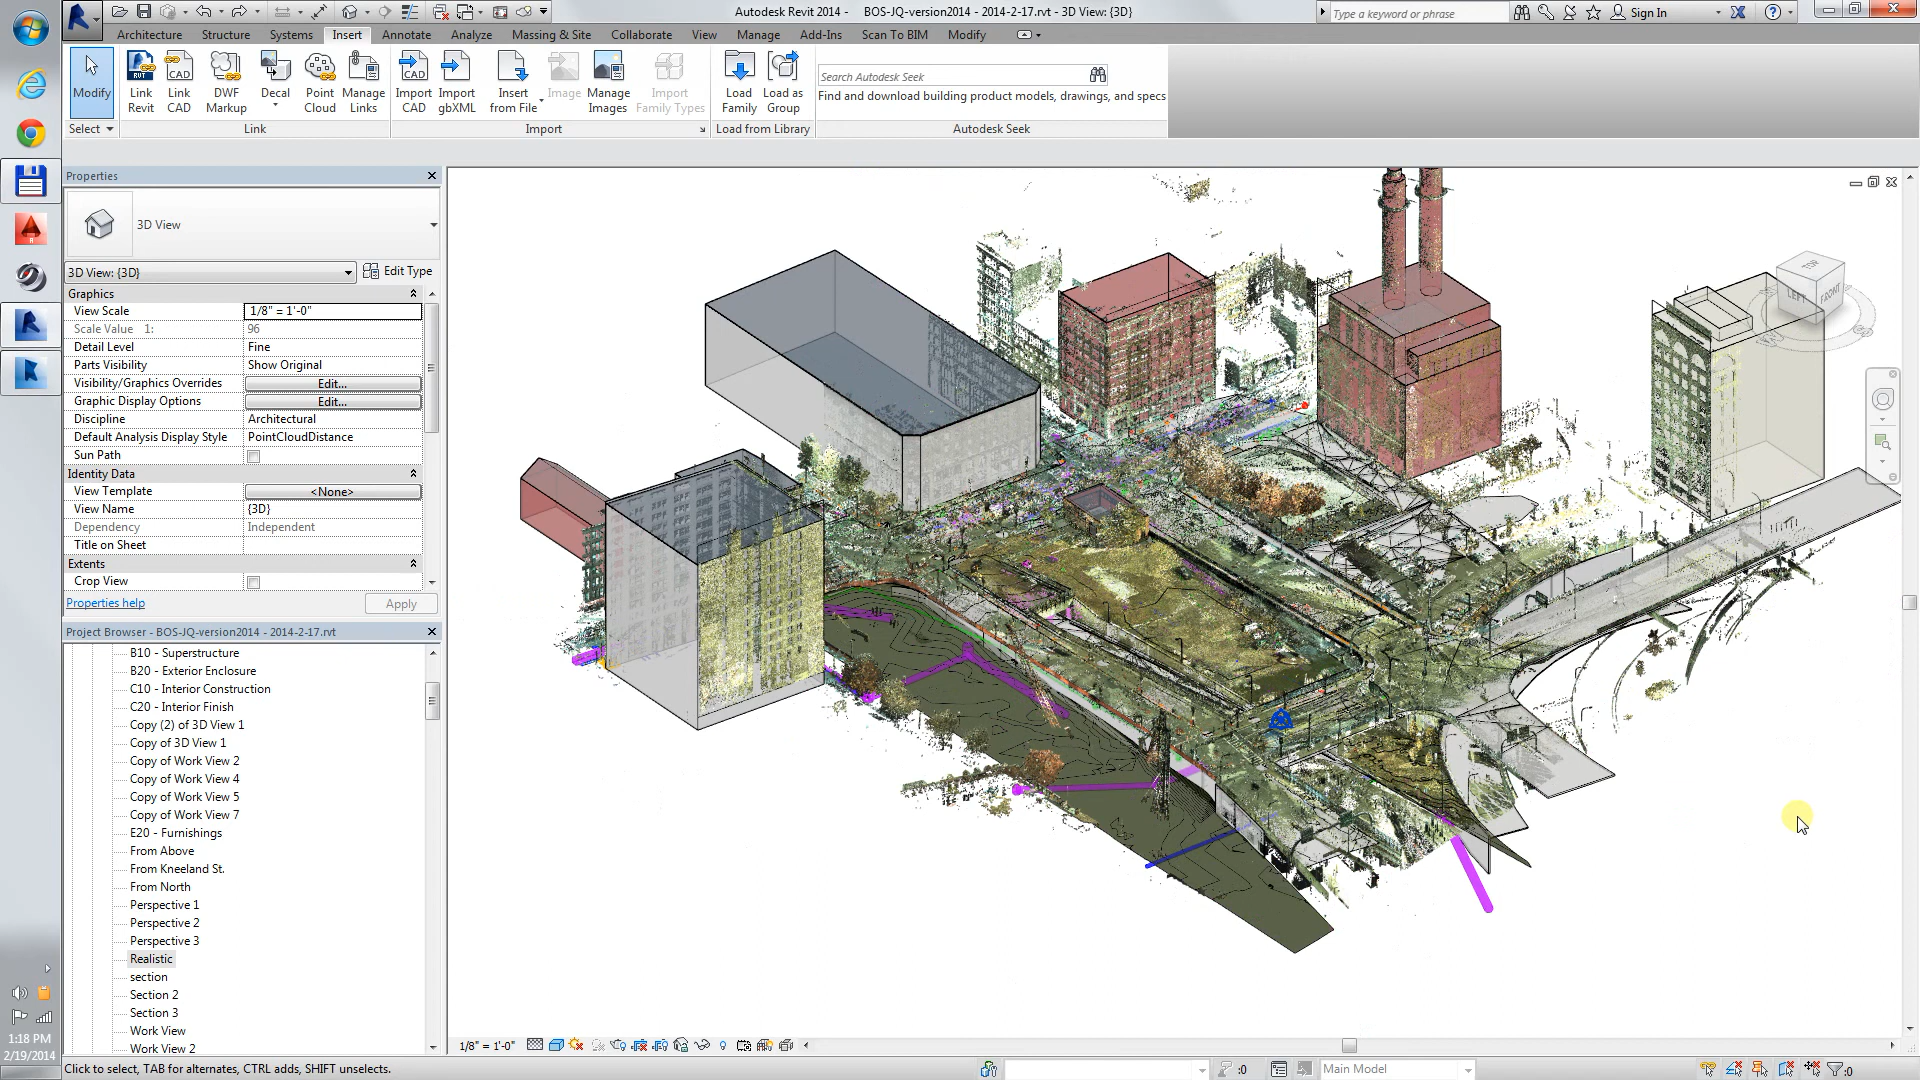 Autodesk Revit 2014 - BOS-JQ-version2014 - 2014-2-17.rvt - 3D View: {3D}
Type a keyword or phrase
Sign In
Architecture Structure Systems Insert Annotate Analyze Massing & Site Collaborate View Manage Add-Ins Scan To BIM Modify
Modify
Link Revit
Link CAD
DWF Markup
Decal
Point Cloud
Manage Links
Import CAD
Import gbXML
Insert from File
Image
Manage Images
Import Family Types
Load Family
Load as Group
Search Autodesk Seek
Find and download building product models, drawings, and specs
Select
Link
Import
Load from Library
Autodesk Seek
Properties
3D View
3D View: {3D}
Edit Type
Graphics
View Scale 1/8" = 1'-0"
Scale Value 1: 96
Detail Level Fine
Parts Visibility Show Original
Visibility/Graphics Overrides Edit...
Graphic Display Options Edit...
Discipline Architectural
Default Analysis Display Style PointCloudDistance
Sun Path
Identity Data
View Template <None>
View Name {3D}
Dependency Independent
Title on Sheet
Extents
Crop View
Properties help
Apply
Project Browser - BOS-JQ-version2014 - 2014-2-17.rvt
B10 - Superstructure
B20 - Exterior Enclosure
C10 - Interior Construction
C20 - Interior Finish
Copy (2) of 3D View 1
Copy of 3D View 1
Copy of Work View 2
Copy of Work View 4
Copy of Work View 5
Copy of Work View 7
E20 - Furnishings
From Above
From Kneeland St.
From North
Perspective 1
Perspective 2
Perspective 3
Realistic
section
Section 2
Section 3
Work View
Work View 2
TOP
LEFT
FRONT
1/8" = 1'-0"
1:18 PM
2/19/2014
Click to select, TAB for alternates, CTRL adds, SHIFT unselects.
:0
Main Model
:0